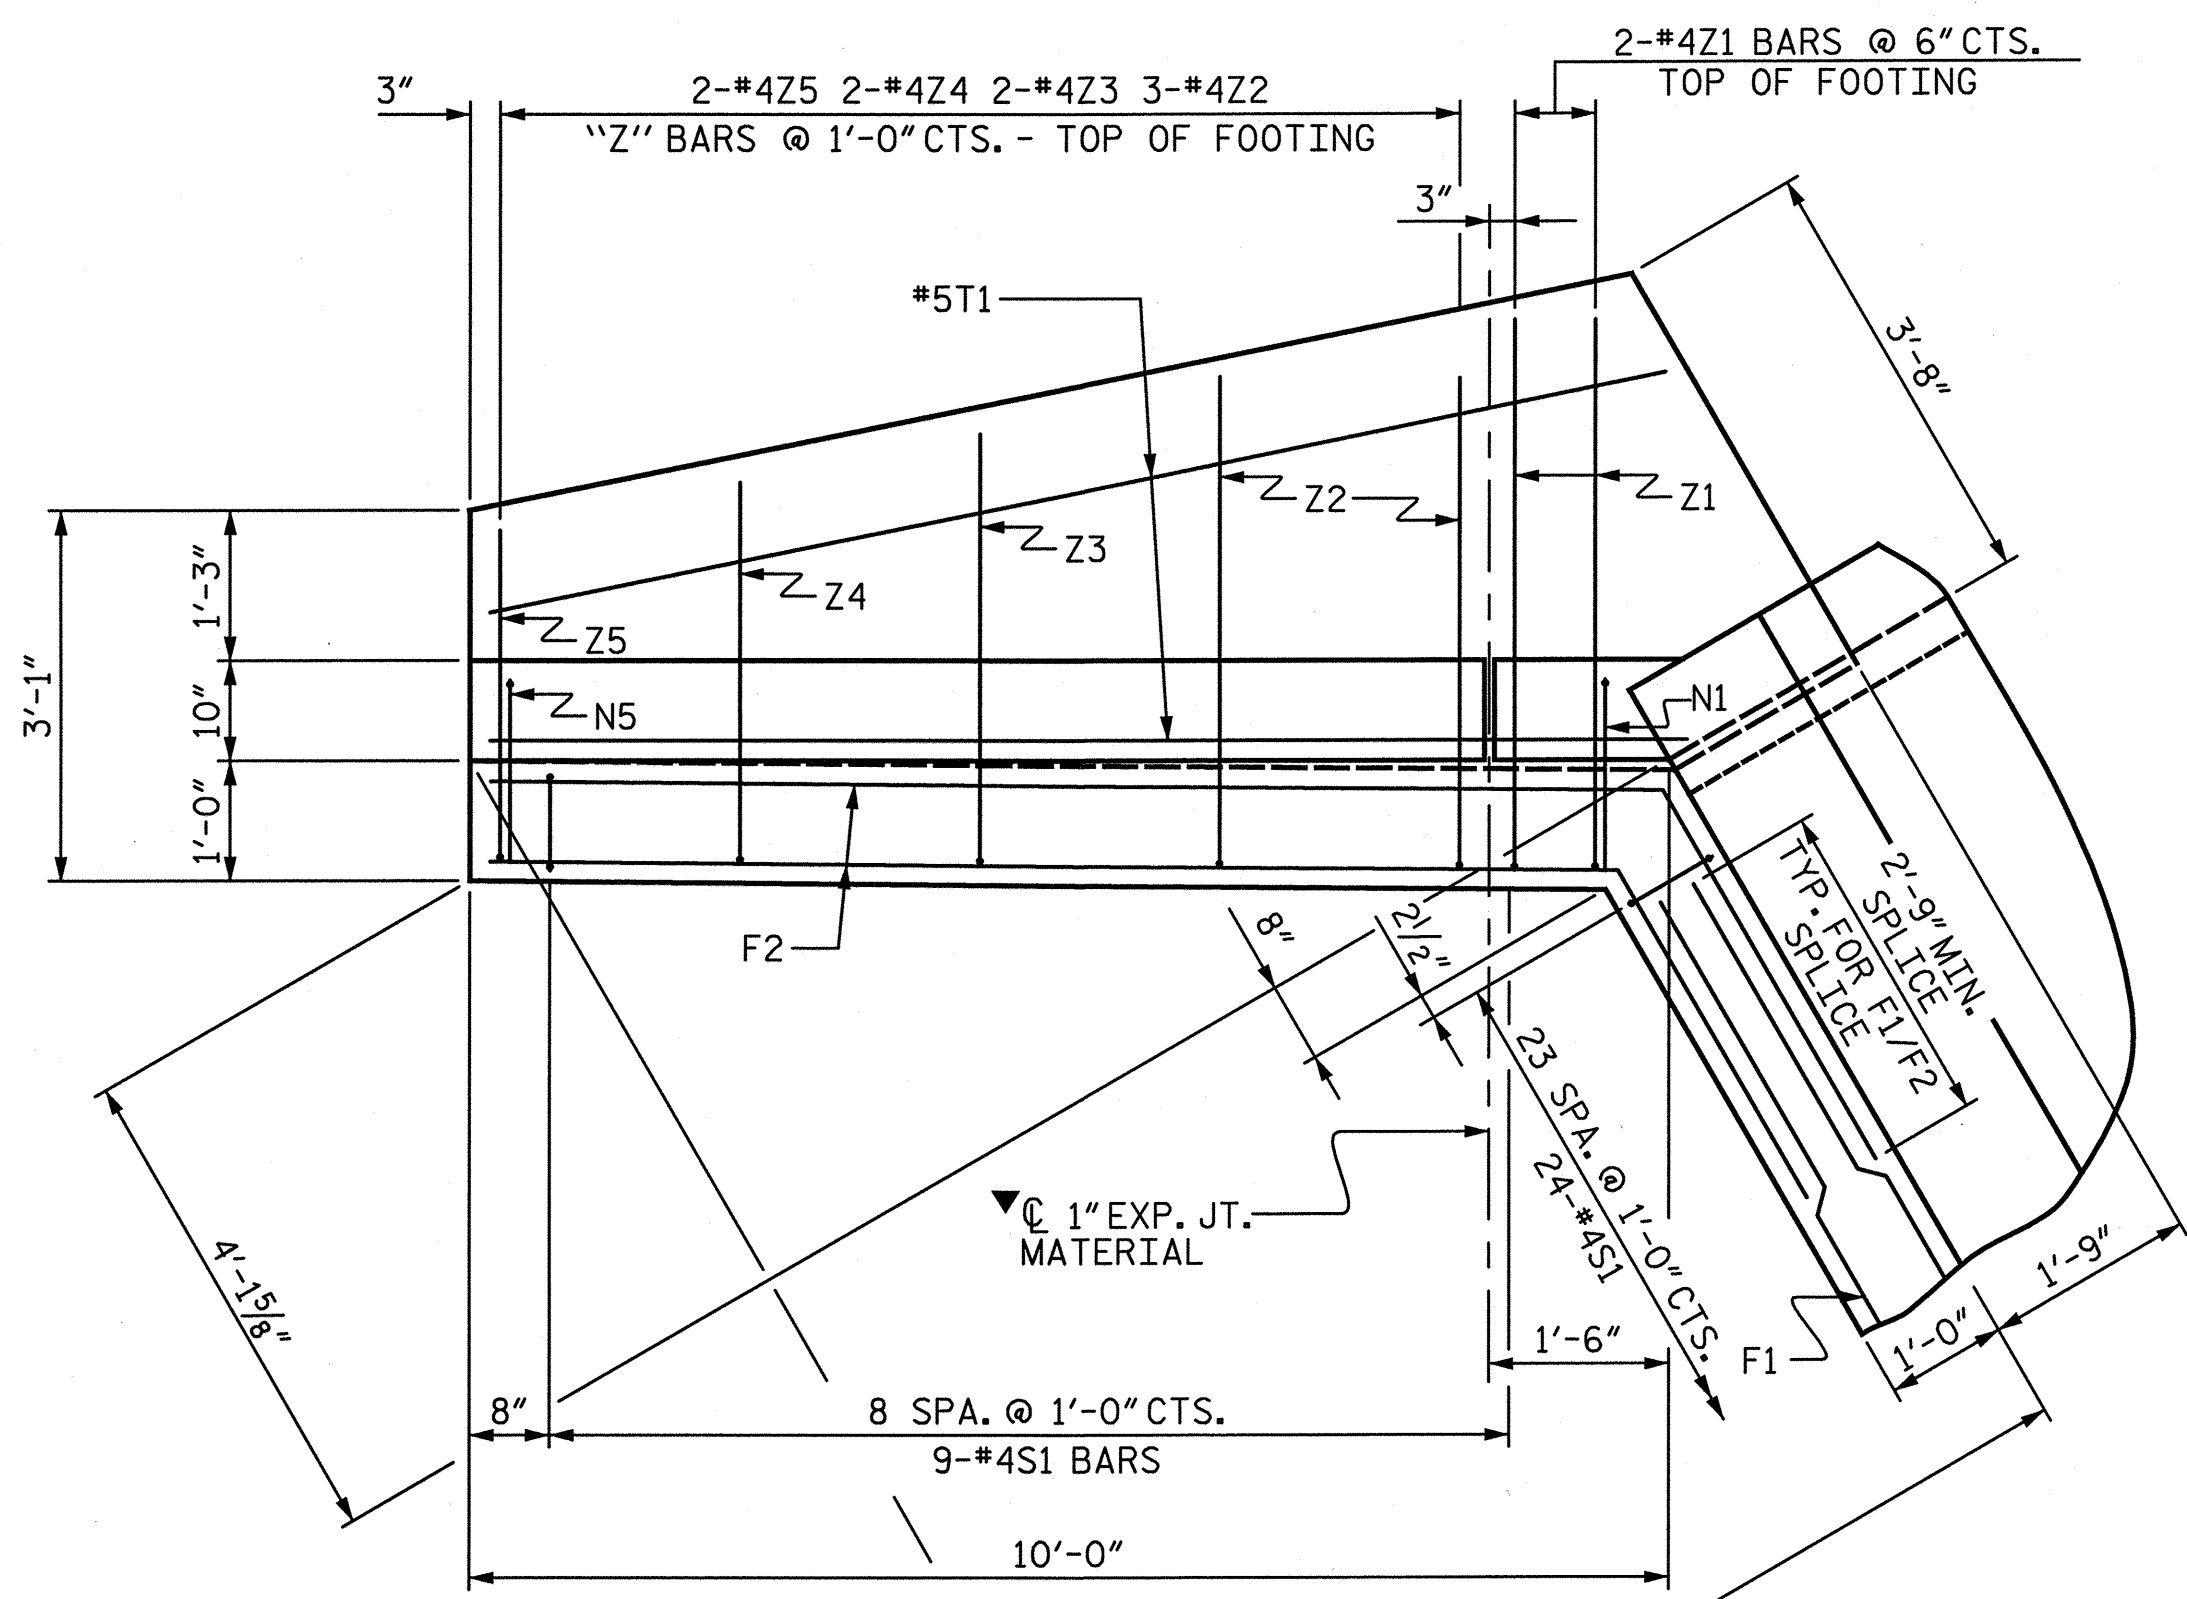 2-#4Z1 BARS @ 6" CTS.
TOP OF FOOTING
3"
2-#4Z5 2-#4Z4 2-#4Z3 3-#4Z2
"Z" BARS @ 1'-0" CTS. - TOP OF FOOTING
3"
#5T1
3'-8"
Z2
Z1
Z3
Z4
Z5
1'-3"
3'-1"
10"
N5
N1
1'-0"
F2
8"
2 1/2"
2'-9" MIN.
SPLICE
TYP. FOR F1/F2
SPLICE
23 SPA. @ 1'-0" CTS.
24-#4S1
℄ 1" EXP. JT.
MATERIAL
4'-1 5/8"
1'-9"
1'-0"
F1
1'-6"
8"
8 SPA. @ 1'-0" CTS.
9-#4S1 BARS
10'-0"